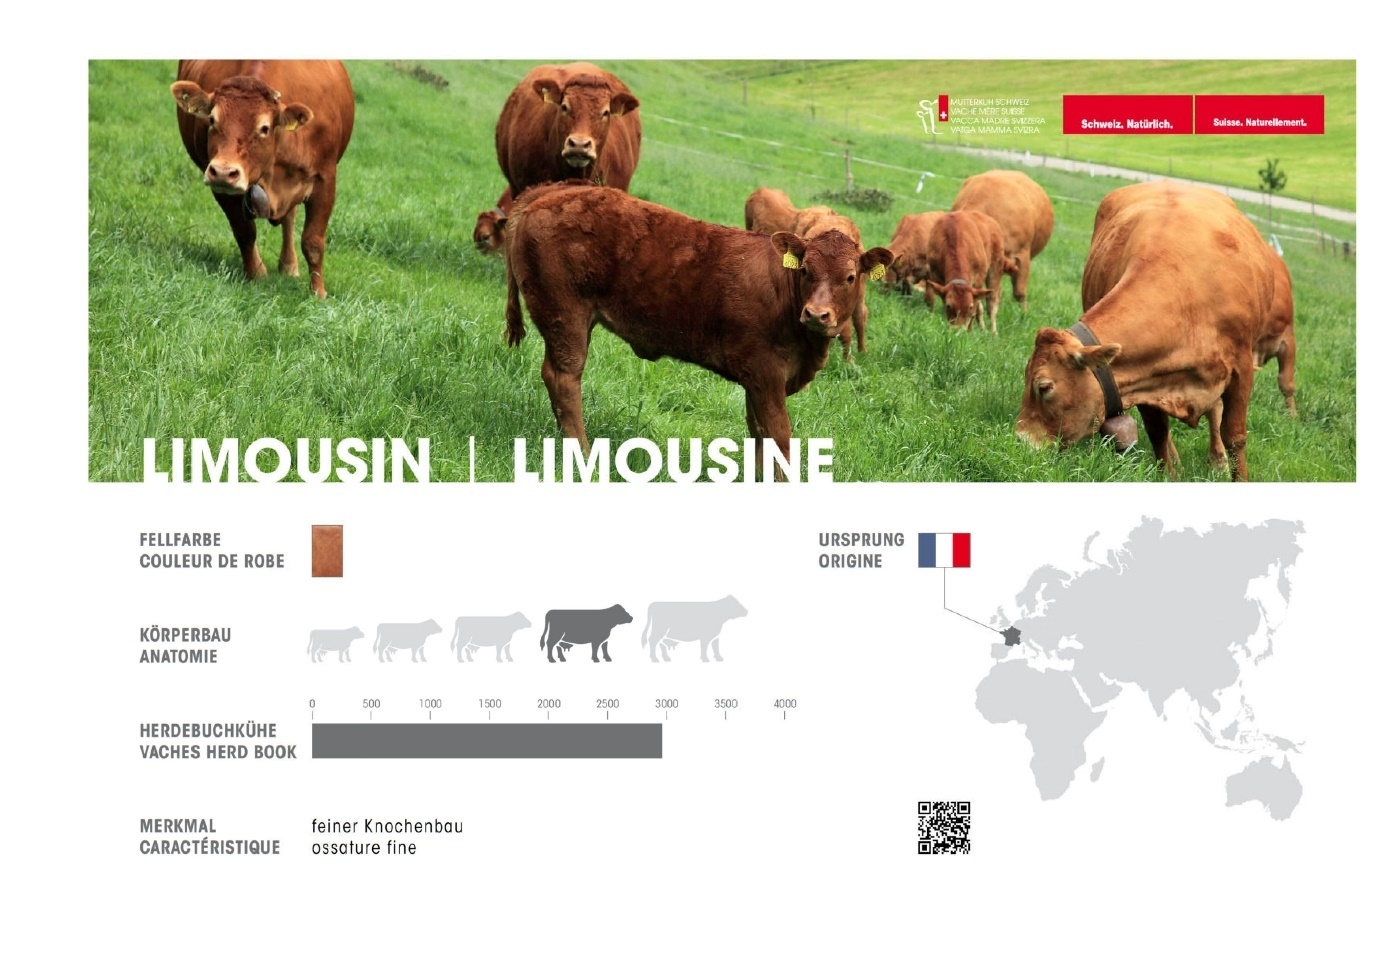 MUTTERKUH SCHWEIZ
VACHE MÈRE SUISSE
VACCA MADRE SVIZZERA
VATGA MAMMA SVIZRA
Schweiz. Natürlich.
Suisse. Naturellement.
LIMOUSIN | LIMOUSINE
FELLFARBE
COULEUR DE ROBE
URSPRUNG
ORIGINE
KÖRPERBAU
ANATOMIE
0 500 1000 1500 2000 2500 3000 3500 4000
HERDEBUCHKÜHE
VACHES HERD BOOK
MERKMAL
CARACTÉRISTIQUE
feiner Knochenbau
ossature fine